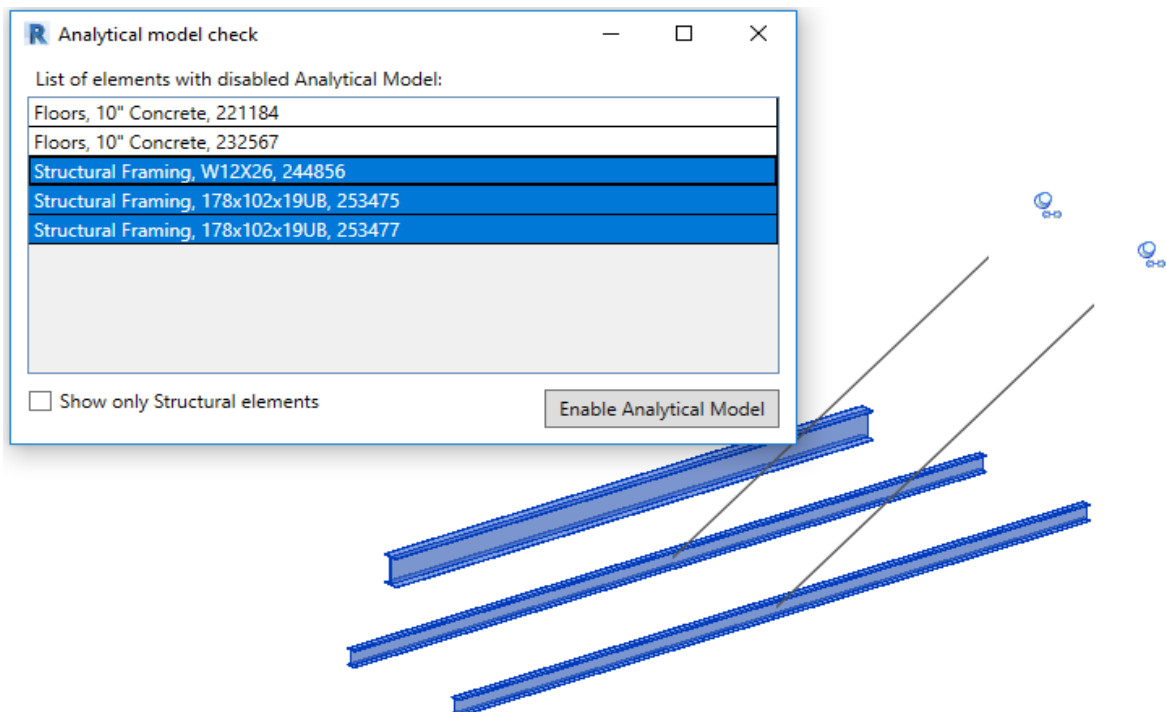 Analytical model check
List of elements with disabled Analytical Model:
Floors, 10" Concrete, 221184
Floors, 10" Concrete, 232567
Structural Framing, W12X26, 244856
Structural Framing, 178x102x19UB, 253475
Structural Framing, 178x102x19UB, 253477
Show only Structural elements
Enable Analytical Model